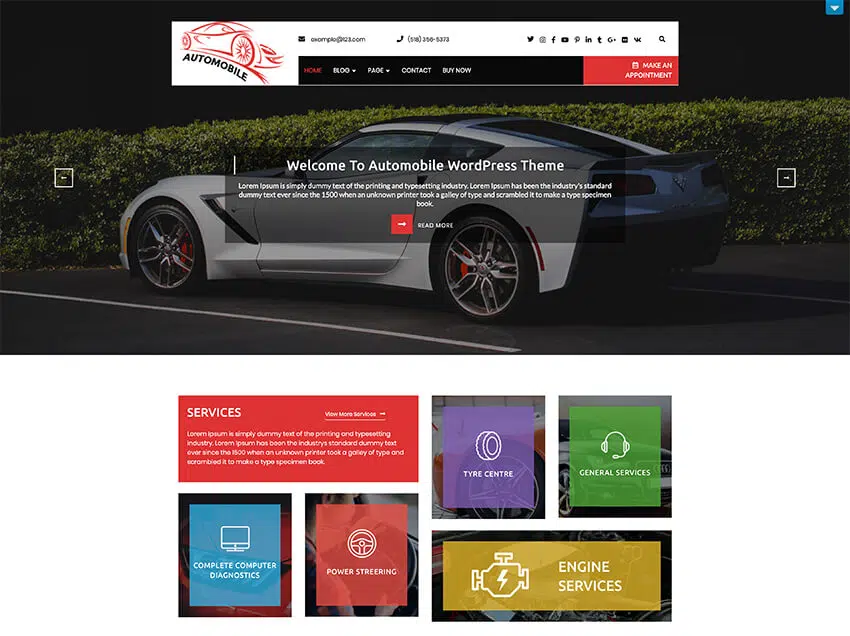 AUTOMOBILE
example@123.com
(518) 356-5373
HOME
BLOG
PAGE
CONTACT
BUY NOW
MAKE AN
APPOINTMENT
Welcome To Automobile WordPress Theme
Lorem Ipsum is simply dummy text of the printing and typesetting industry. Lorem Ipsum has been the industry's standard
dummy text ever since the 1500 when an unknown printer took a galley of type and scrambled it to make a type specimen
book.
READ MORE
SERVICES
View More Services
Lorem Ipsum is simply dummy text of the printing and typesetting
industry. Lorem Ipsum has been the industrys standard dummy text
ever since the 1500 when an unknown printer took a galley of type and
scrambled it to make a type specimen book.
TYRE CENTRE
GENERAL SERVICES
COMPLETE COMPUTER
DIAGNOSTICS
POWER STREERING
ENGINE
SERVICES